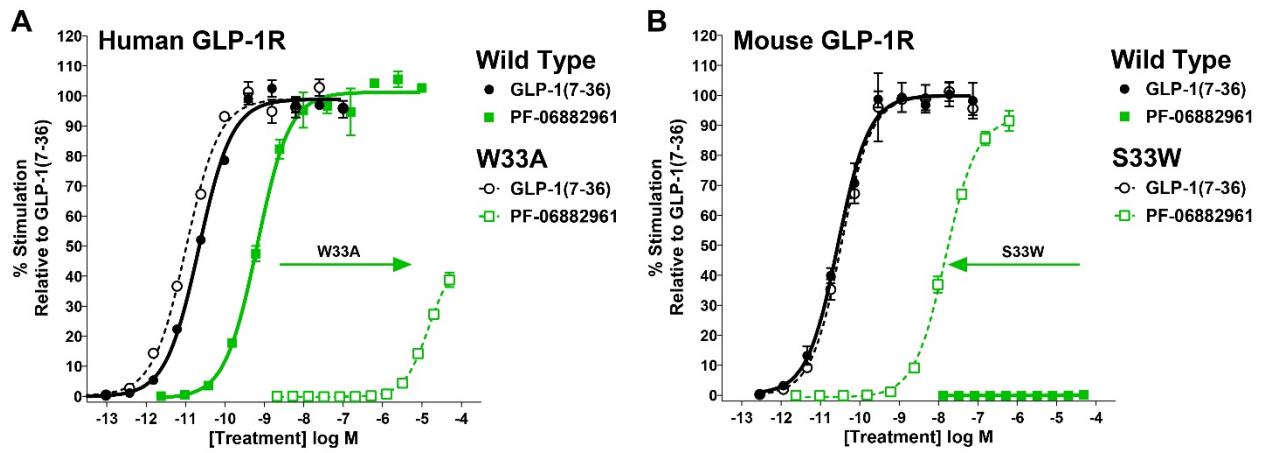 A
Human GLP-1R
120
110
100
90
80
70
60
50
40
30
20
10
0
% Stimulation
Relative to GLP-1(7-36)
W33A
-13
-12
-11
-10
-9
-8
-7
-6
-5
-4
[Treatment] log M
Wild Type
GLP-1(7-36)
PF-06882961
W33A
GLP-1(7-36)
PF-06882961
B
Mouse GLP-1R
120
110
100
90
80
70
60
50
40
30
20
10
0
% Stimulation
Relative to GLP-1(7-36)
S33W
-13
-12
-11
-10
-9
-8
-7
-6
-5
-4
[Treatment] log M
Wild Type
GLP-1(7-36)
PF-06882961
S33W
GLP-1(7-36)
PF-06882961